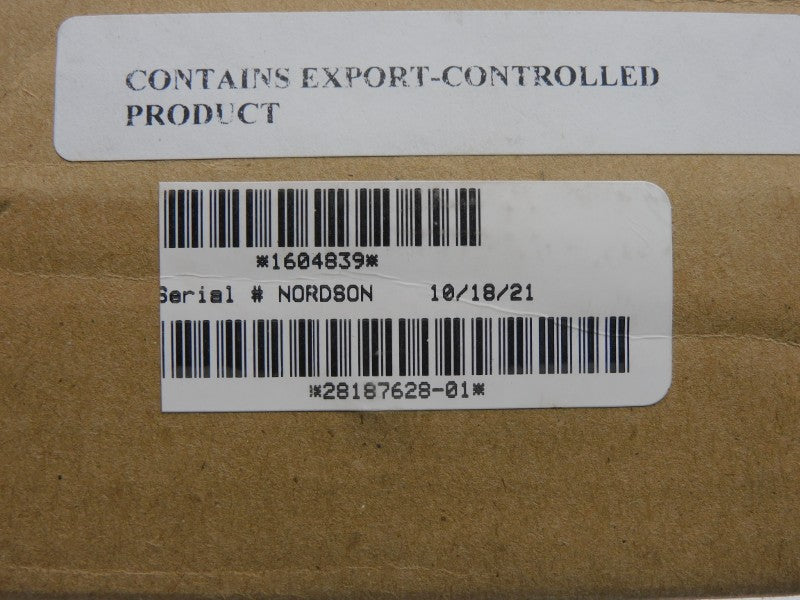 CONTAINS EXPORT-CONTROLLED
PRODUCT
*1604839*
Serial # NORDSON 10/18/21
*28187628-01*